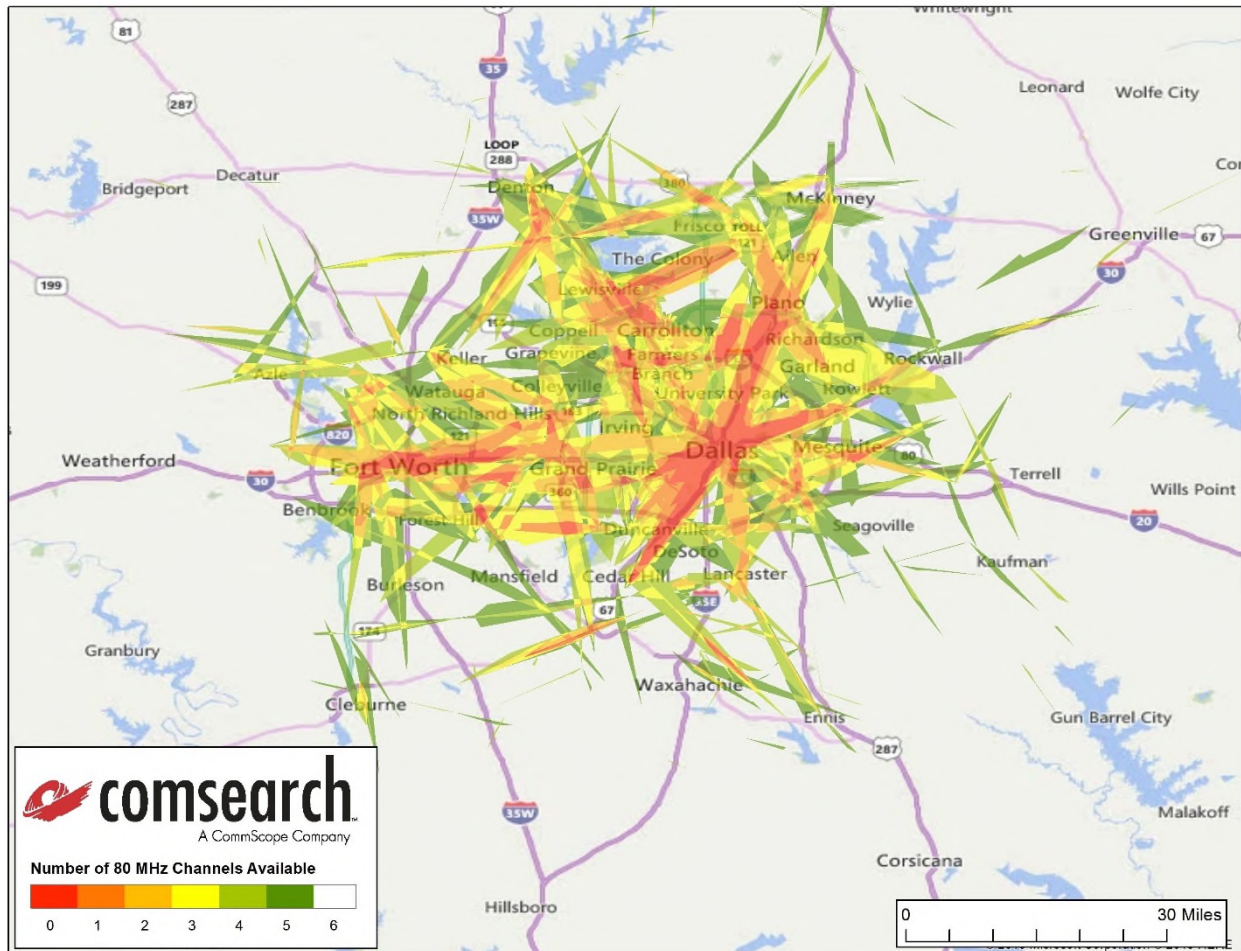 Whitewright
81
35
Leonard
Wolfe City
287
LOOP
288
Bridgeport
Decatur
Denton
380
McKinney
35W
Frisco
TOLL
121
Greenville
67
The Colony
Allen
30
199
Lewisville
Plano
Wylie
Coppell
Carrollton
Richardson
Keller
Grapevine
Farmers
Branch
Garland
Rockwall
Azle
Watauga
Colleyville
University Park
Rowlett
North Richland Hills
183
Irving
820
121
Dallas
Mesquite
80
Weatherford
Fort Worth
Grand Prairie
Terrell
30
360
Wills Point
Benbrook
Forest Hill
Duncanville
Seagoville
20
DeSoto
Kaufman
Burleson
Mansfield
Cedar Hill
Lancaster
67
35E
174
Granbury
Waxahachie
Cleburne
Ennis
Gun Barrel City
287
35W
Malakoff
Corsicana
Hillsboro
comsearch
A CommScope Company
Number of 80 MHz Channels Available
0 1 2 3 4 5 6
0 30 Miles